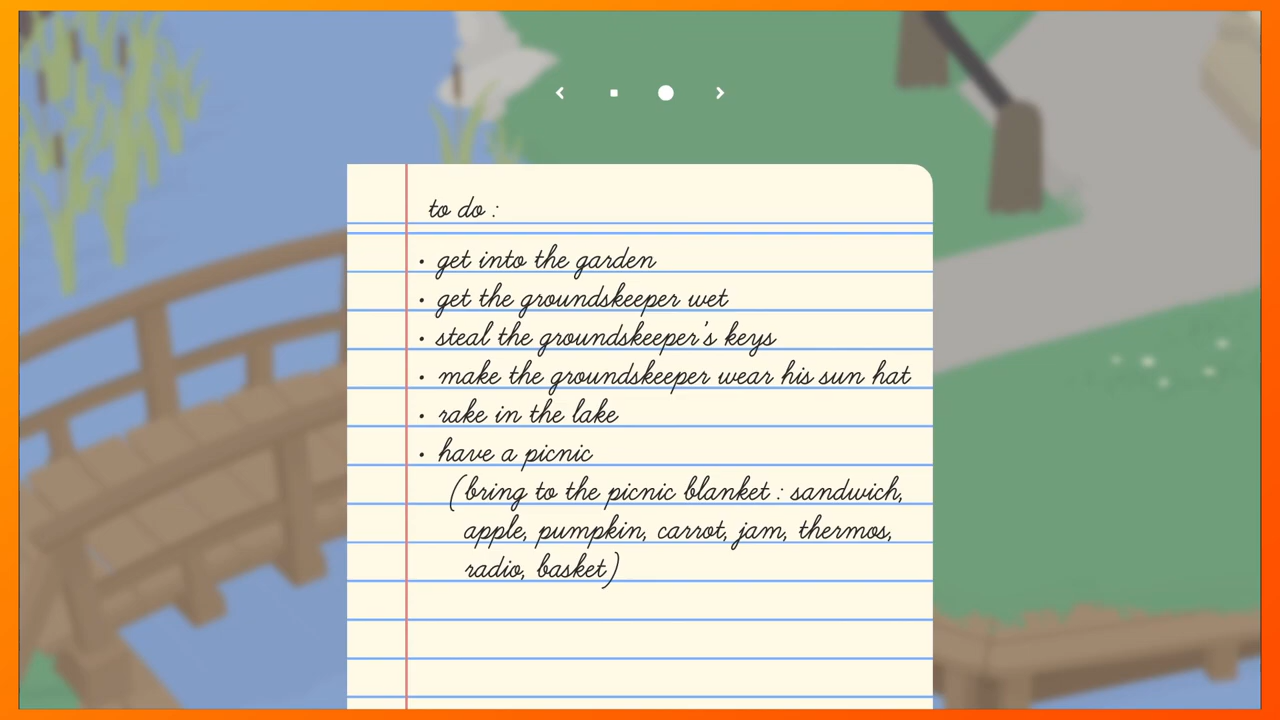 to do :
• get into the garden
• get the groundskeeper wet
• steal the groundskeeper's keys
• make the groundskeeper wear his sun hat
• rake in the lake
• have a picnic
(bring to the picnic blanket : sandwich,
apple, pumpkin, carrot, jam, thermos,
radio, basket)